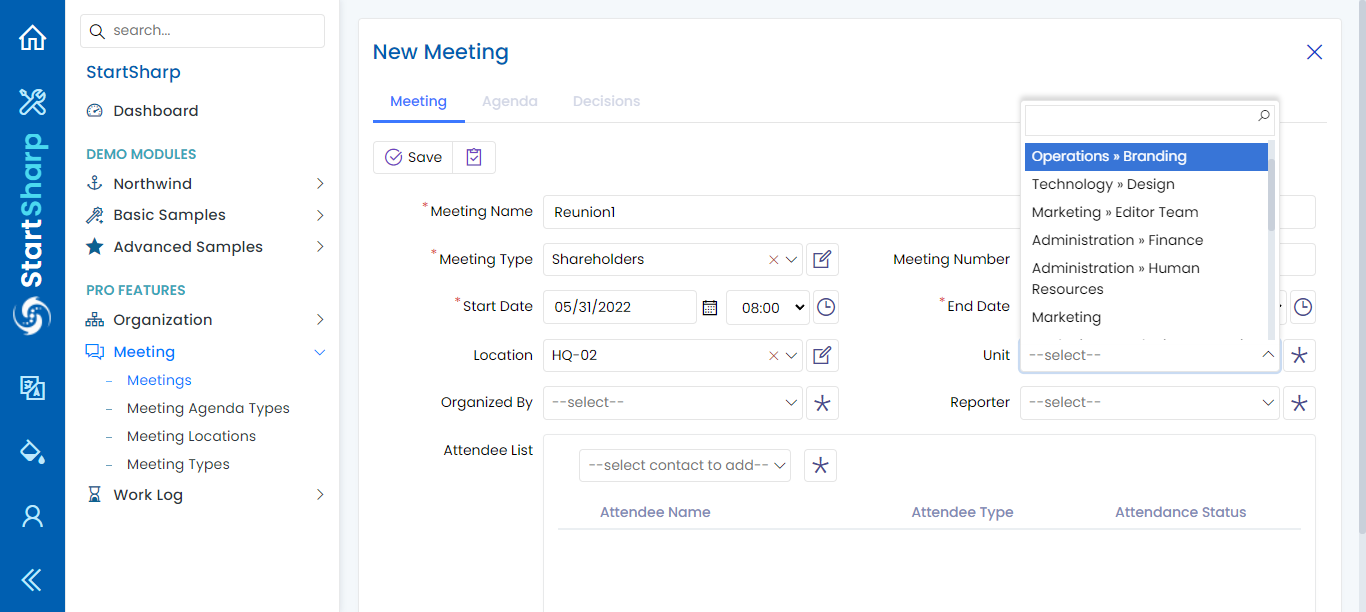 search...
StartSharp
Dashboard
DEMO MODULES
Northwind
Basic Samples
Advanced Samples
PRO FEATURES
Organization
Meeting
Meetings
Meeting Agenda Types
Meeting Locations
Meeting Types
Work Log
StartSharp
New Meeting
Meeting Agenda Decisions
Save
*Meeting Name Reunion1
*Meeting Type Shareholders Meeting Number
*Start Date 05/31/2022 08:00 *End Date
Location HQ-02 Unit --select--
Operations » Branding
Technology » Design
Marketing » Editor Team
Administration » Finance
Administration » Human
Resources
Marketing
Organized By --select-- Reporter --select--
Attendee List --select contact to add--
Attendee Name Attendee Type Attendance Status